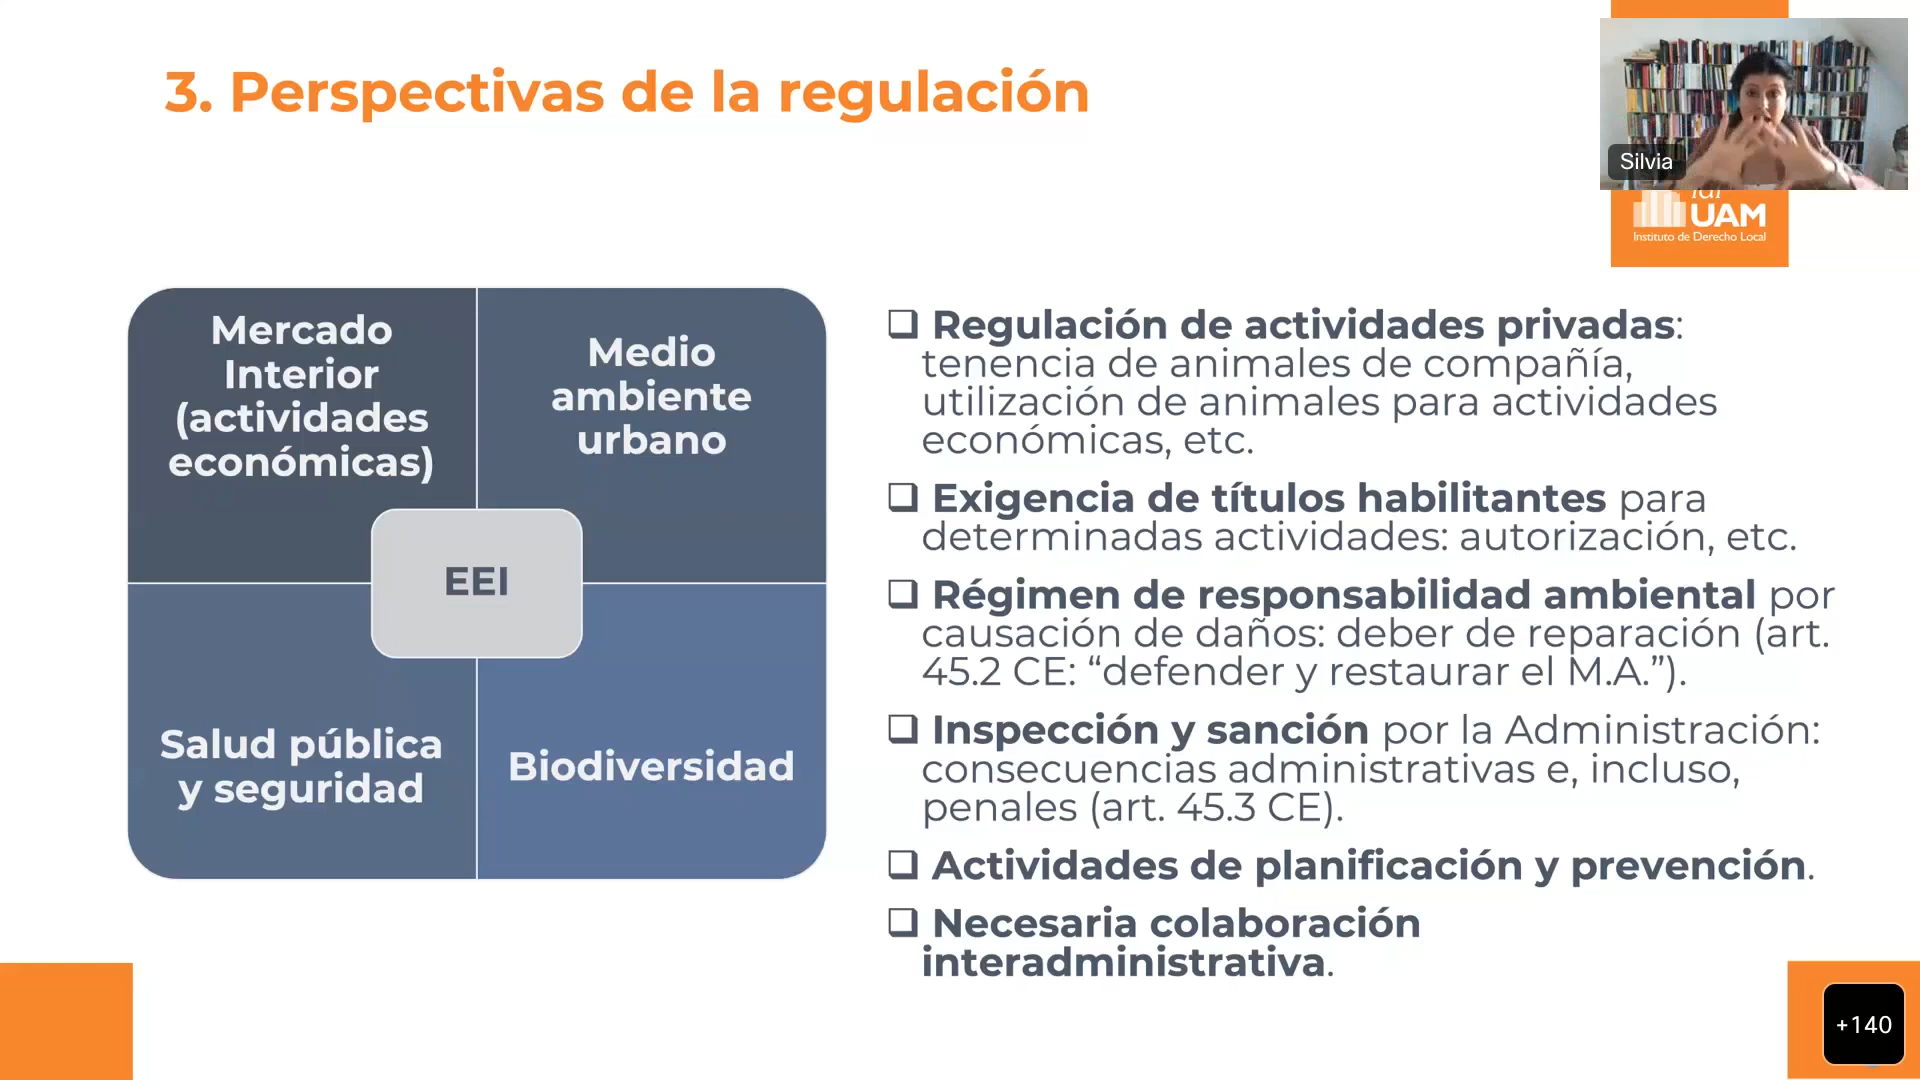 3. Perspectivas de la regulación
Silvia
UAM
Instituto de Derecho Local
Mercado
Interior
(actividades
económicas)
Medio
ambiente
urbano
EEI
Salud pública
y seguridad
Biodiversidad
❑ Regulación de actividades privadas:
tenencia de animales de compañía,
utilización de animales para actividades
económicas, etc.
❑ Exigencia de títulos habilitantes para
determinadas actividades: autorización, etc.
❑ Régimen de responsabilidad ambiental por
causación de daños: deber de reparación (art.
45.2 CE: “defender y restaurar el M.A.”).
❑ Inspección y sanción por la Administración:
consecuencias administrativas e, incluso,
penales (art. 45.3 CE).
❑ Actividades de planificación y prevención.
❑ Necesaria colaboración
interadministrativa.
+140